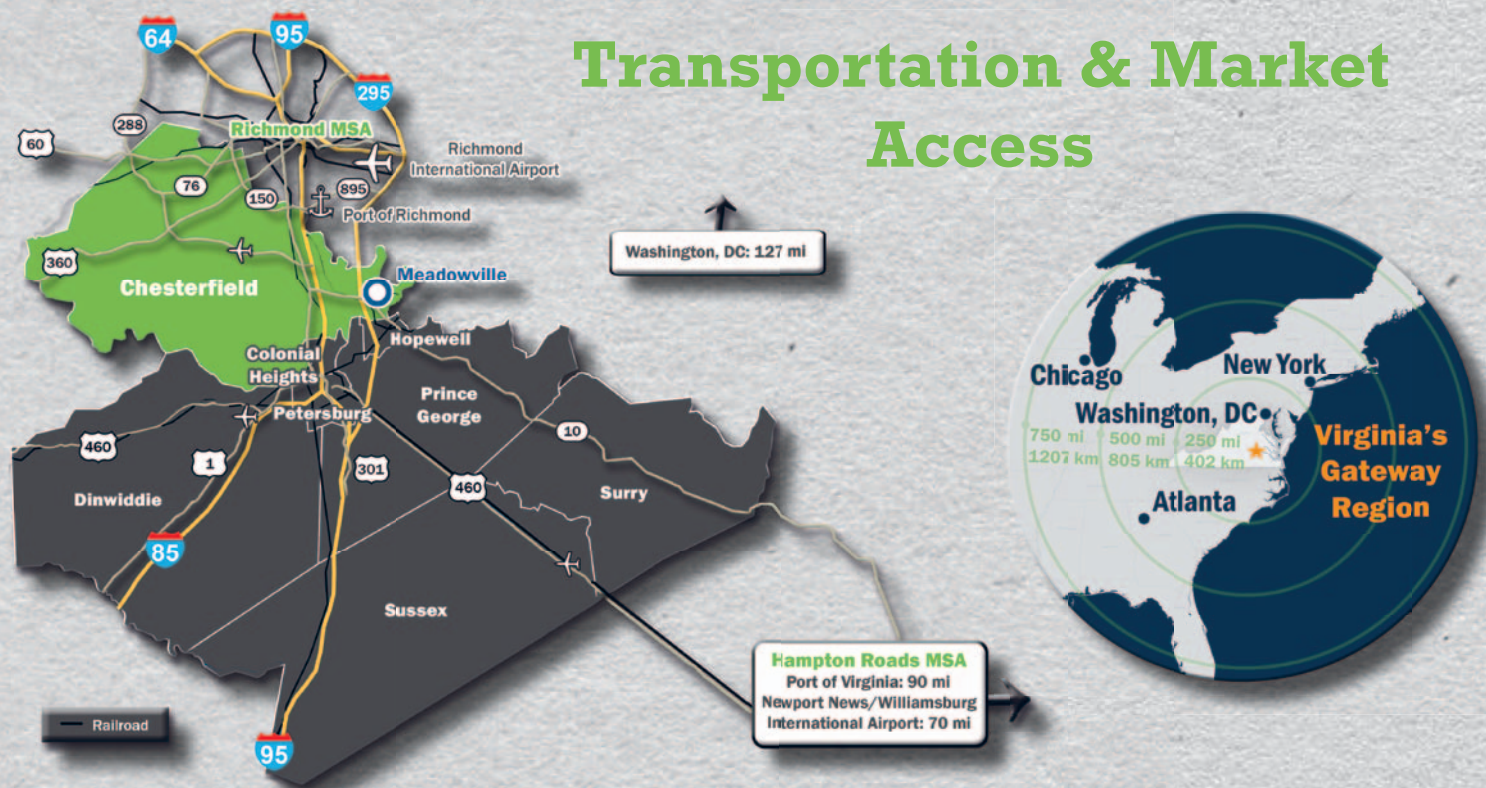 Transportation & Market
Access
64
95
295
288
60
Richmond MSA
Richmond
International Airport
76
150
895
Port of Richmond
360
Chesterfield
Meadowville
Washington, DC: 127 mi
Hopewell
Colonial
Heights
Prince
George
Petersburg
460
1
301
10
460
Dinwiddie
Surry
85
Sussex
95
Railroad
Hampton Roads MSA
Port of Virginia: 90 mi
Newport News/Williamsburg
International Airport: 70 mi
Chicago
New York
Washington, DC
750 mi
1207 km
500 mi
805 km
250 mi
402 km
Virginia's
Gateway
Region
Atlanta